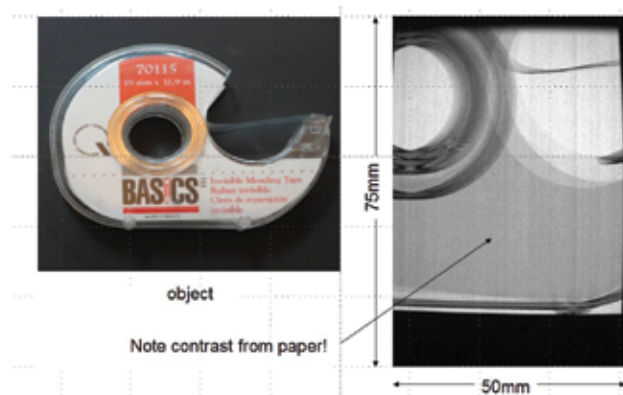 70115
19 mm x 32,9 m
BASICS
Invisible Mending Tape
Ruban invisible
Cinta de reparación
invisible
object
Note contrast from paper!
75mm
50mm